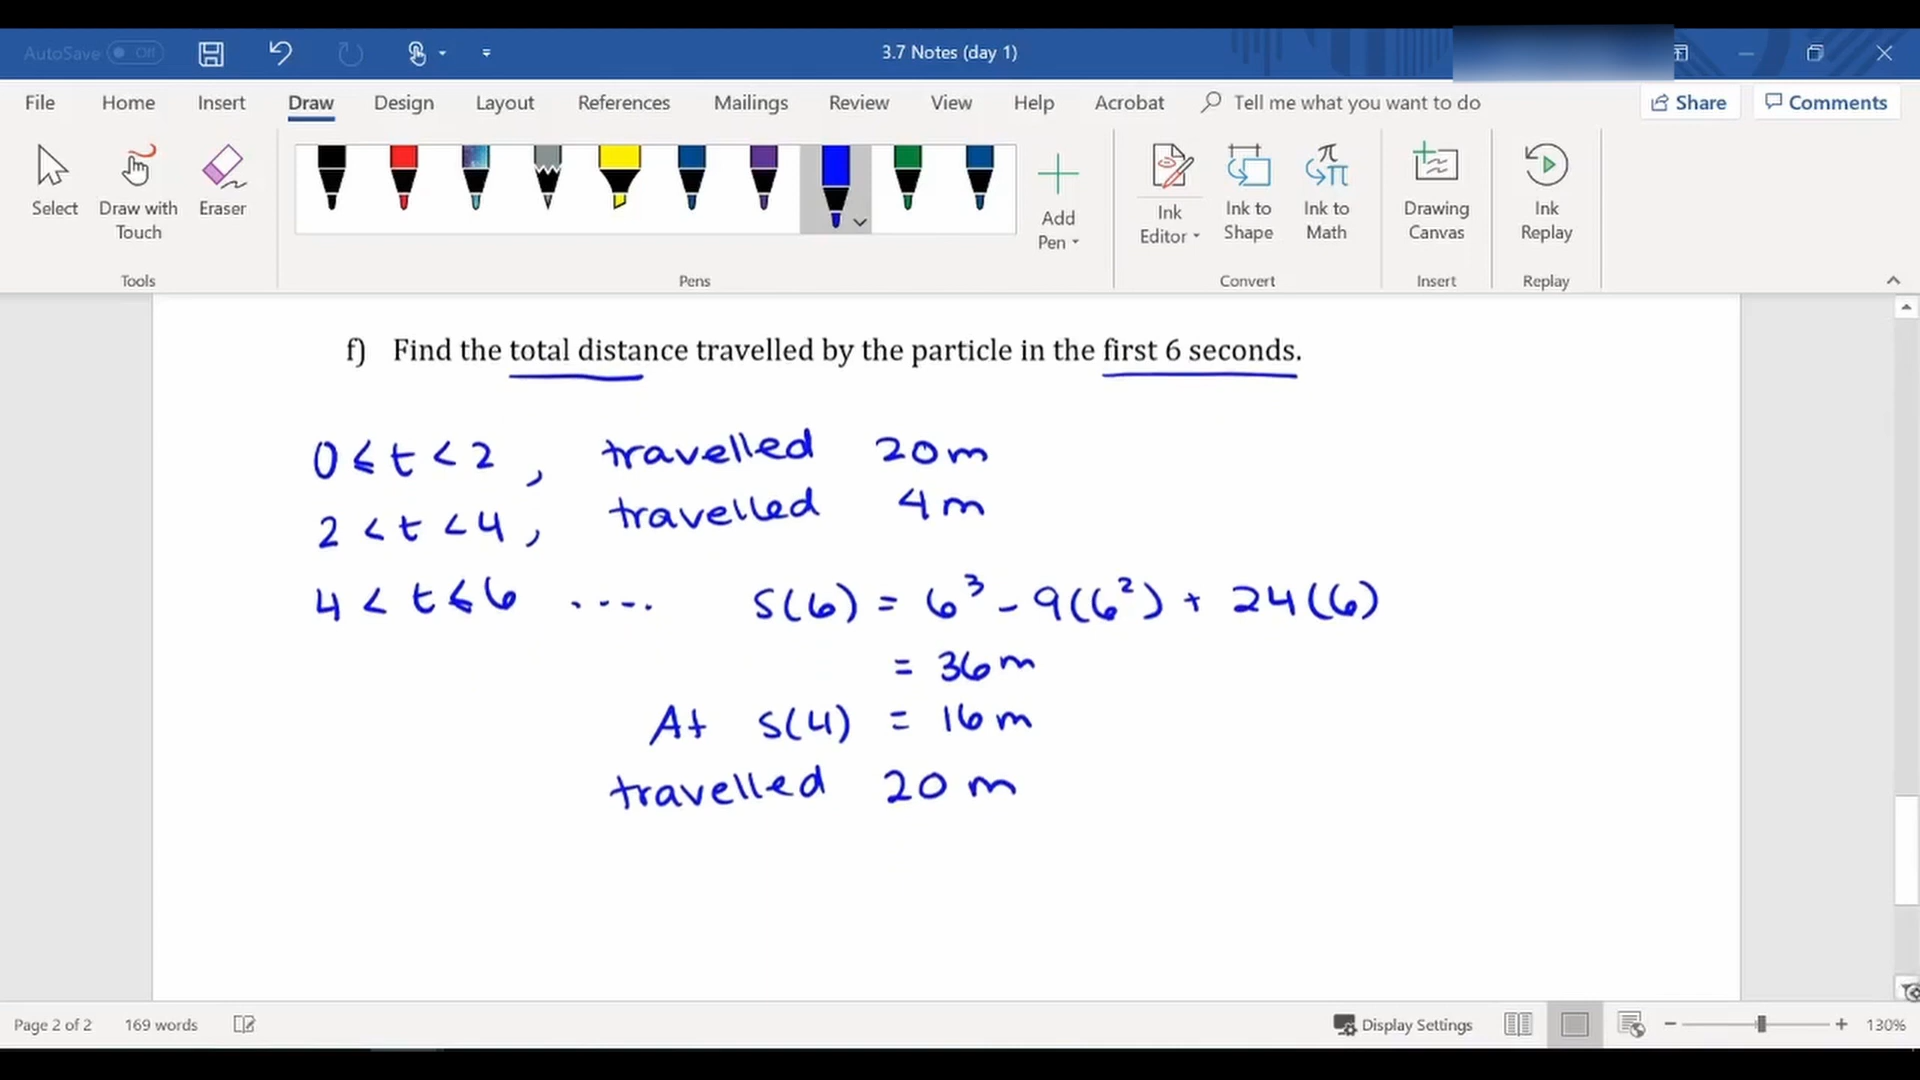 AutoSave Off 3.7 Notes (day 1)
File Home Insert Draw Design Layout References Mailings Review View Help Acrobat Tell me what you want to do Share Comments
Select Draw with Touch Eraser Add Pen Ink Editor Ink to Shape Ink to Math Drawing Canvas Ink Replay
Tools Pens Convert Insert Replay
f) Find the total distance travelled by the particle in the first 6 seconds.
0 ≤ t < 2 , travelled 20 m
2 < t < 4 , travelled 4 m
4 < t ≤ 6 .... s(6) = 6³ - 9(6²) + 24(6)
= 36 m
At s(4) = 16 m
travelled 20 m
Page 2 of 2 169 words Display Settings 130%